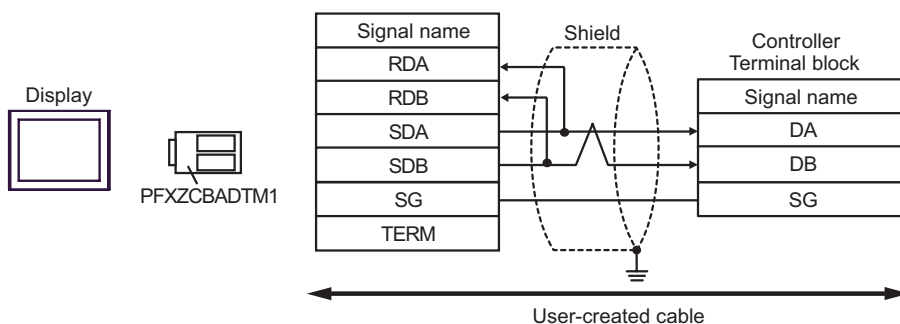 Display
PFXZCBADTM1
Signal name
RDA
RDB
SDA
SDB
SG
TERM
Shield
Controller
Terminal block
Signal name
DA
DB
SG
User-created cable